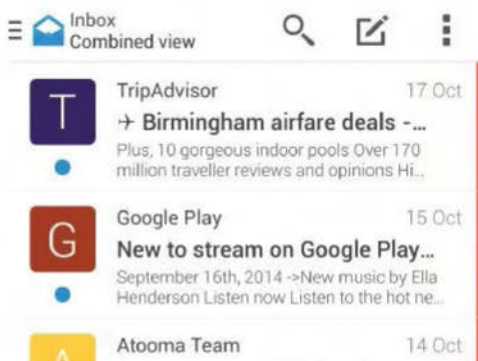 Inbox
Combined view
T
TripAdvisor 17 Oct
✈ Birmingham airfare deals -...
Plus, 10 gorgeous indoor pools Over 170
million traveller reviews and opinions Hi...
G
Google Play 15 Oct
New to stream on Google Play...
September 16th, 2014 ->New music by Ella
Henderson Listen now Listen to the hot ne...
A
Atooma Team 14 Oct